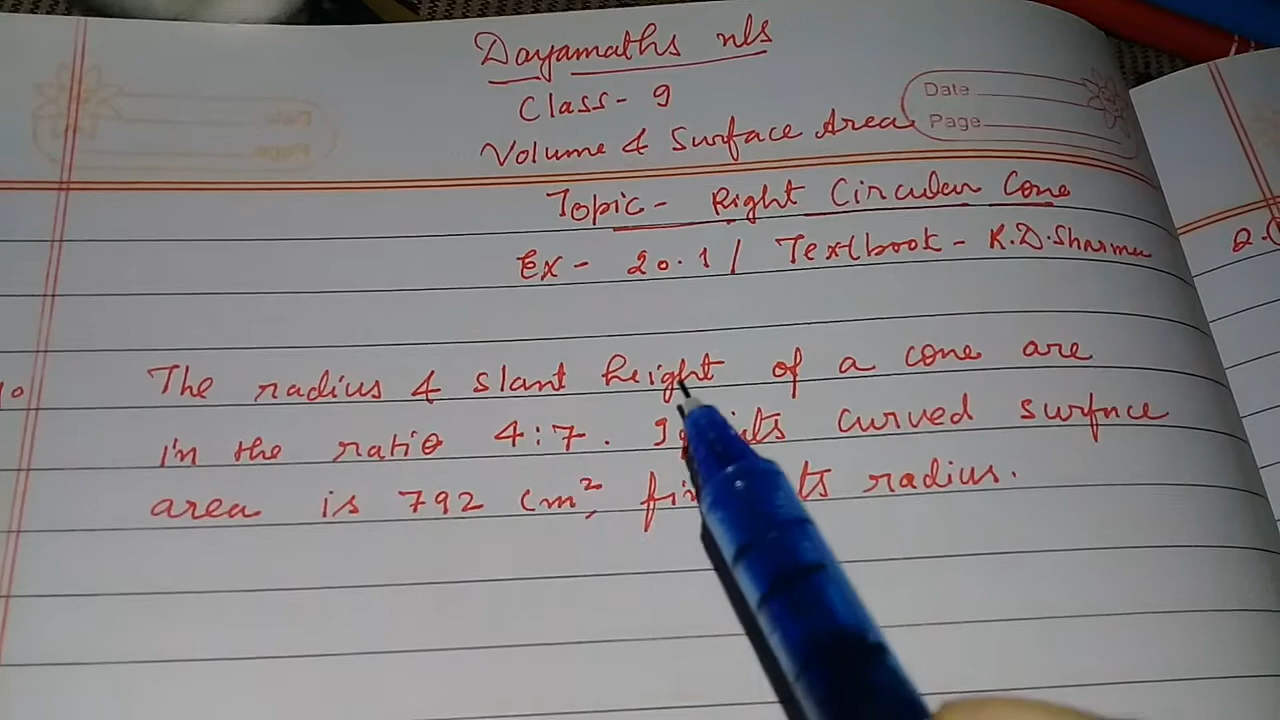 Dayamaths nls
Class- 9
Date
Page
Volume & Surface Area
Topic- Right Circular Cone
Ex- 20.1 / Textbook- R.D.Sharma
10 The radius & slant height of a cone are
in the ratio 4:7. its curved surface
area is 792 cm², radius.
Q.